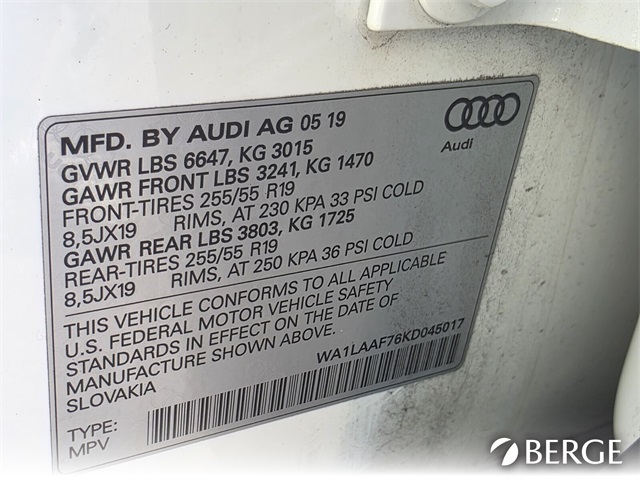 MFD. BY AUDI AG 05 19
GVWR LBS 6647, KG 3015
GAWR FRONT LBS 3241, KG 1470
FRONT-TIRES 255/55 R19
8,5JX19 RIMS, AT 230 KPA 33 PSI COLD
GAWR REAR LBS 3803, KG 1725
REAR-TIRES 255/55 R19
8,5JX19 RIMS, AT 250 KPA 36 PSI COLD
THIS VEHICLE CONFORMS TO ALL APPLICABLE
U.S. FEDERAL MOTOR VEHICLE SAFETY
STANDARDS IN EFFECT ON THE DATE OF
MANUFACTURE SHOWN ABOVE.
SLOVAKIA
WA1LAAF76KD045017
TYPE:
MPV
Audi
BERGE